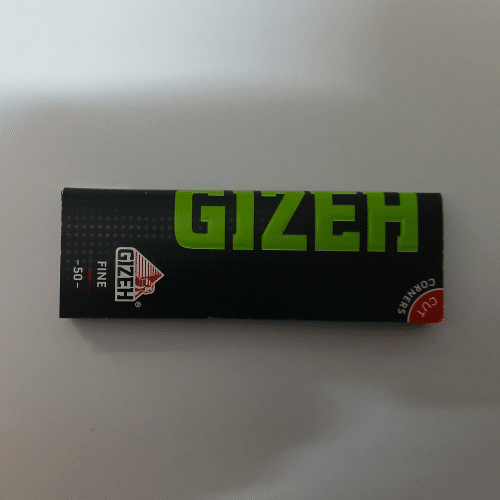 GIZEH
GIZEH
®
FINE
-50-
CUT
CORNERS